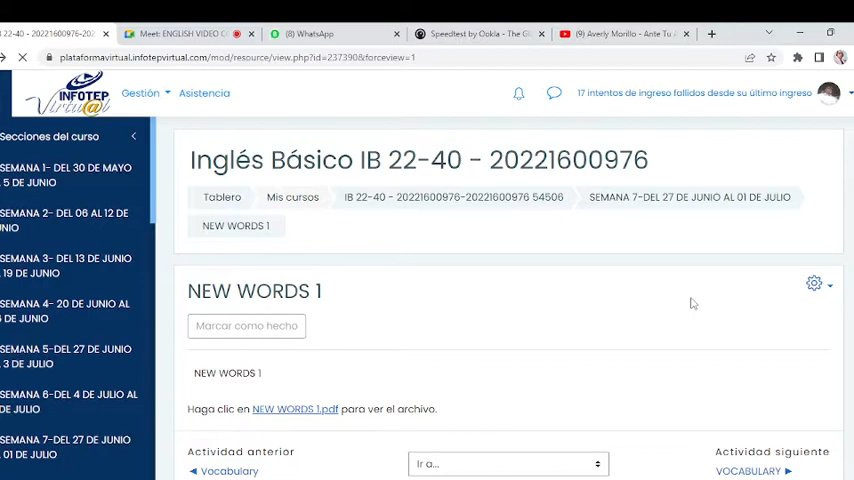 22-40 - 20221600976-202
Meet: ENGLISH VIDEO C
(8) WhatsApp
Speedtest by Ookla - The Gl
(4) Averly Morillo - Ante Tu A
plataformavirtual.infotepvirtual.com/mod/resource/view.php?id=237390&forceview=1
INFOTEP
Virtu@l
Gestión
Asistencia
17 intentos de ingreso fallidos desde su último ingreso
Secciones del curso
SEMANA 1- DEL 30 DE MAYO
5 DE JUNIO
SEMANA 2- DEL 06 AL 12 DE
UNIO
SEMANA 3- DEL 13 DE JUNIO
19 DE JUNIO
SEMANA 4- 20 DE JUNIO AL
DE JUNIO
SEMANA 5-DEL 27 DE JUNIO
3 DE JULIO
SEMANA 6-DEL 4 DE JULIO AL
DE JULIO
SEMANA 7-DEL 27 DE JUNIO
01 DE JULIO
Inglés Básico IB 22-40 - 20221600976
Tablero
Mis cursos
IB 22-40 - 20221600976-20221600976 54506
SEMANA 7-DEL 27 DE JUNIO AL 01 DE JULIO
NEW WORDS 1
NEW WORDS 1
Marcar como hecho
NEW WORDS 1
Haga clic en NEW WORDS 1.pdf para ver el archivo.
Actividad anterior
◄ Vocabulary
Ir a...
Actividad siguiente
VOCABULARY ►